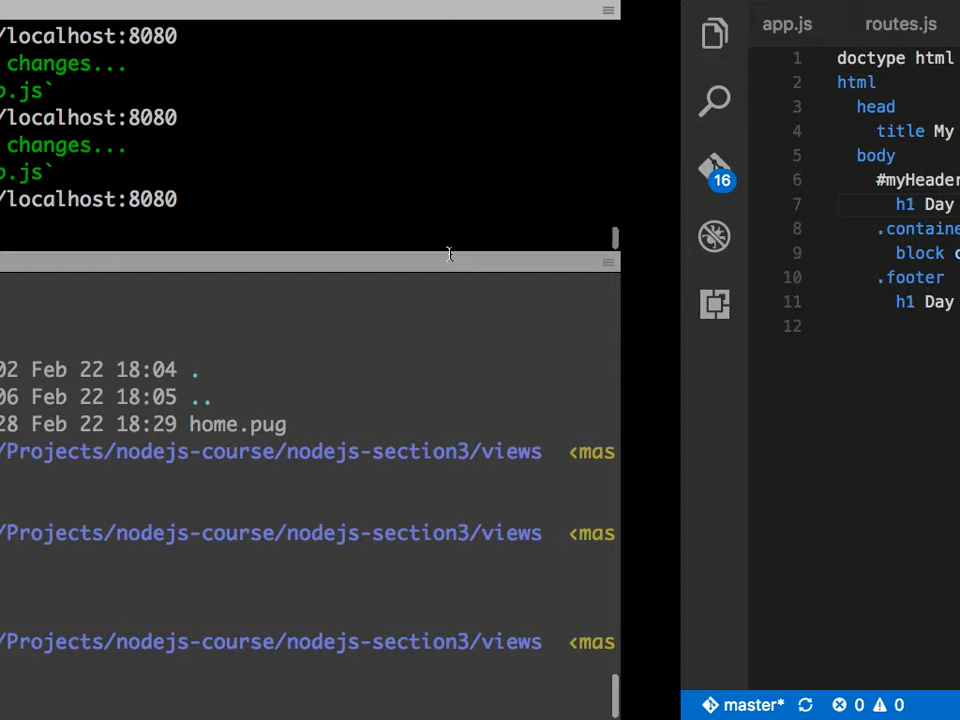 /localhost:8080
changes...
p.js`
/localhost:8080
changes...
p.js`
/localhost:8080
02 Feb 22 18:04 .
06 Feb 22 18:05 ..
28 Feb 22 18:29 home.pug
/Projects/nodejs-course/nodejs-section3/views <mas
/Projects/nodejs-course/nodejs-section3/views <mas
/Projects/nodejs-course/nodejs-section3/views <mas
16
app.js routes.js
1 doctype html
2 html
3 head
4 title My
5 body
6 #myHeader
7 h1 Day
8 .containe
9 block
10 .footer
11 h1 Day
12
master* 0 0